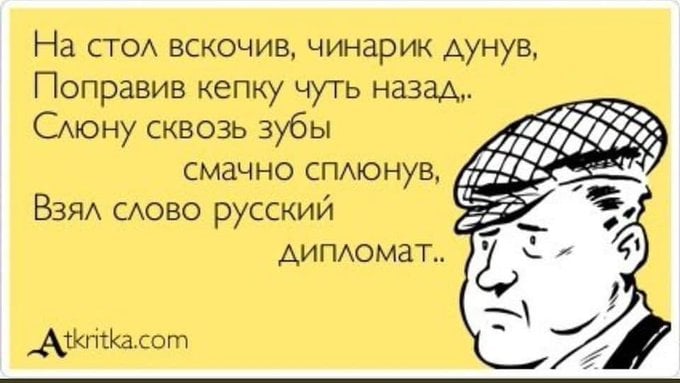 На стол вскочив, чинарик дунув,
Поправив кепку чуть назад,.
Слюну сквозь зубы
смачно сплюнув,
Взял слово русский
дипломат..
Atkritka.com